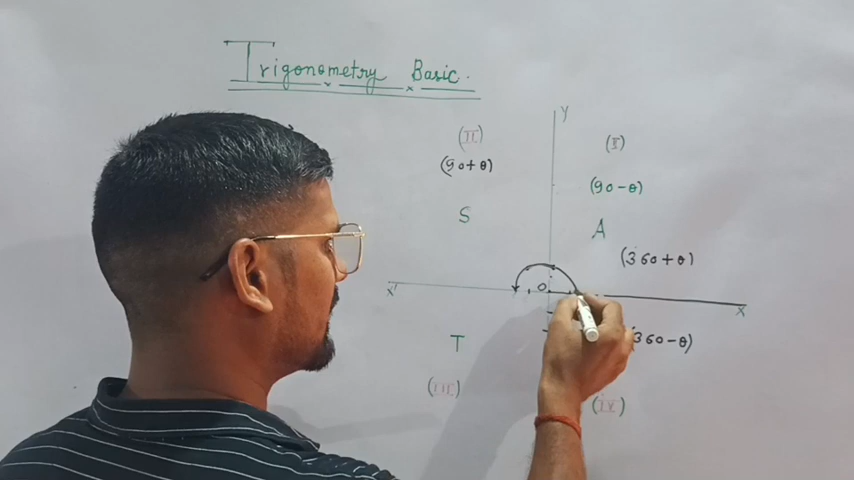 Trigonometry Basic.
Y
(II) (I)
(90+θ) (90-θ)
S A
(360+θ)
X' O X
T (360-θ)
(III) (IV)